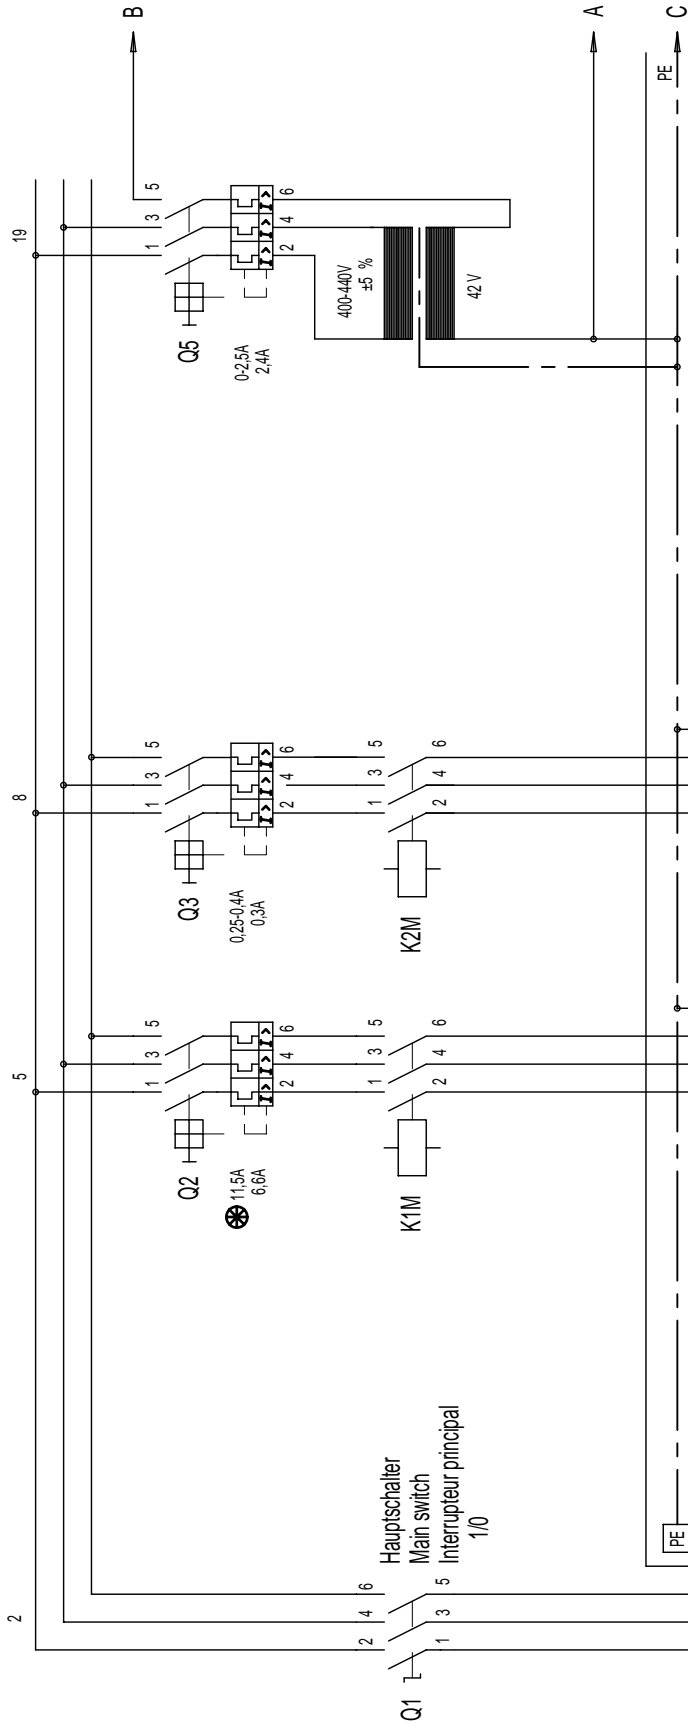 2 5 8 19
B
1 3 5 1 3 5 1 3 5
Q2 Q3 Q5
11,5A 0,25-0,4A 0-2,5A
6,6A 0,3A 2,4A
2 4 6 2 4 6 2 4 6
400-440V
±5 %
2 4 6 1 3 5 1 3 5
Hauptschalter
Q1 Main switch K1M K2M
1 3 5 2 4 6 2 4 6
Interrupteur principal
1/0
42 V
A
PE
PE C